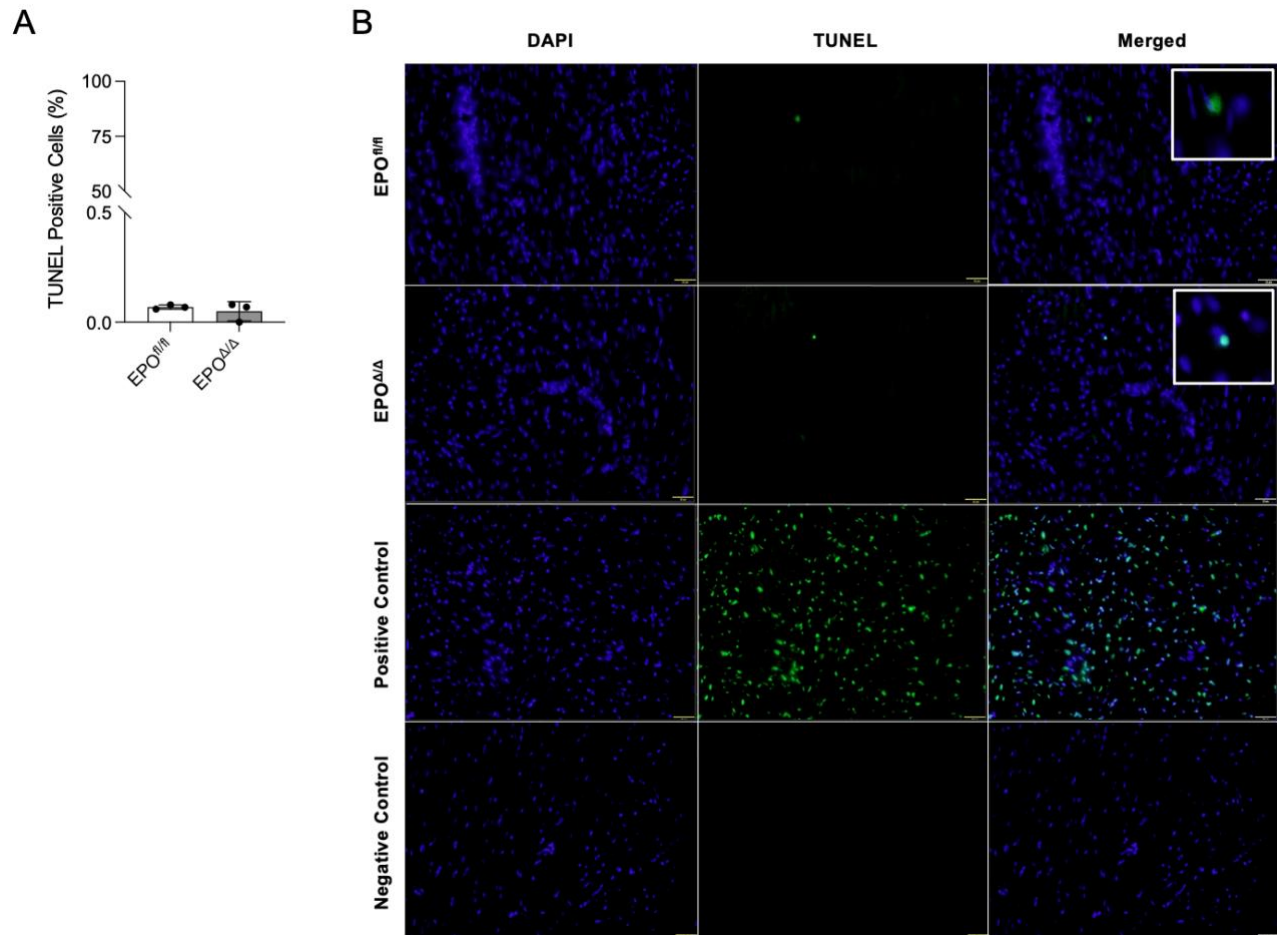 A
B
TUNEL Positive Cells (%)
100
75
50
0.5
0.0
EPOfl/fl
EPOΔ/Δ
DAPI
TUNEL
Merged
EPOfl/fl
EPOΔ/Δ
Positive Control
Negative Control